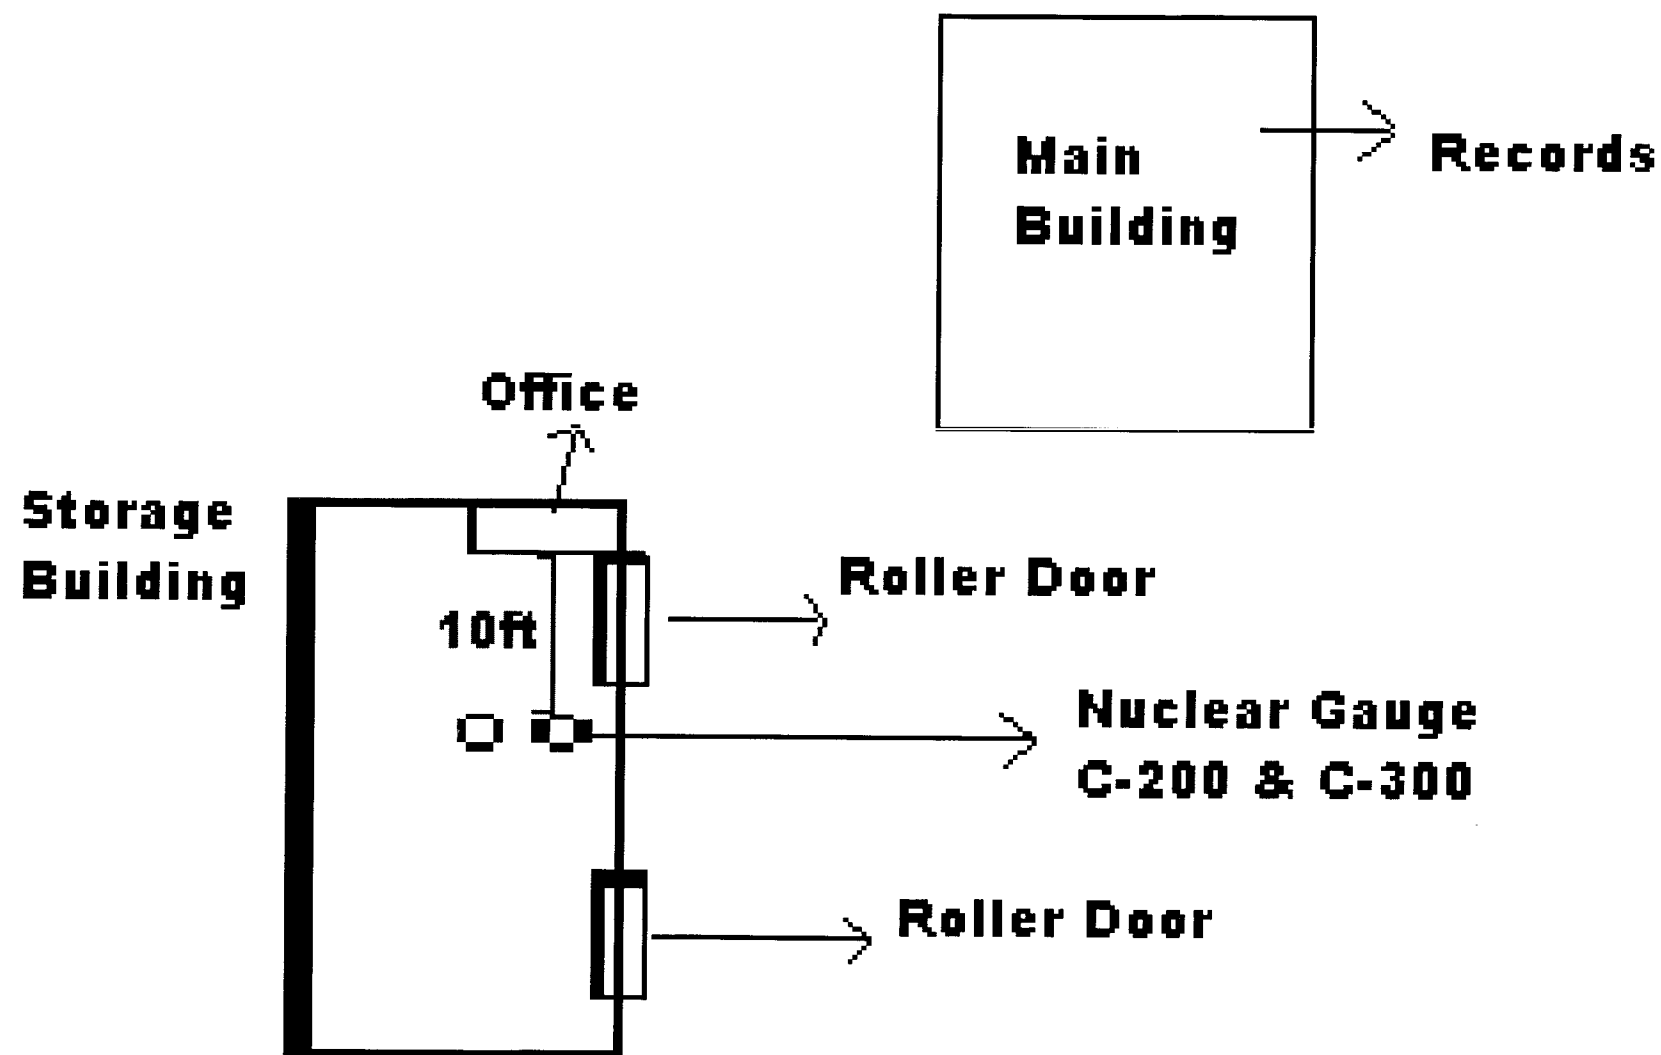 Main
Building
Records
Office
Storage
Building
Roller Door
10ft
Nuclear Gauge
C-200 & C-300
Roller Door